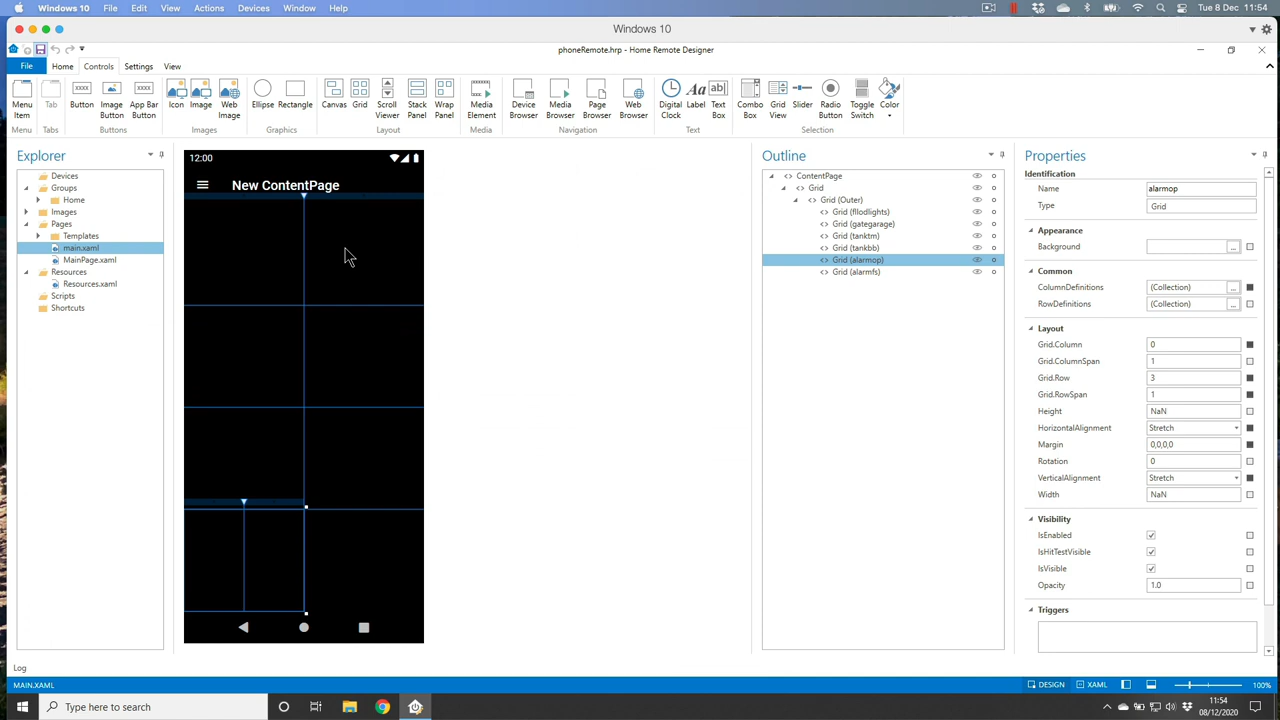 Windows 10 File Edit View Actions Devices Window Help Tue 8 Dec 11:54
Windows 10
phoneRemote.hrp - Home Remote Designer
File Home Controls Settings View
Menu Item Tab Button Image Button App Bar Button Icon Image Web Image Ellipse Rectangle Canvas Grid Scroll Viewer Stack Panel Wrap Panel Media Element Device Browser Media Browser Page Browser Web Browser Digital Clock Label Text Box Combo Box Grid View Slider Radio Button Toggle Switch Color
Menu Tabs Buttons Images Graphics Layout Media Navigation Text Selection
Explorer
Devices
Groups
Home
Images
Pages
Templates
main.xaml
MainPage.xaml
Resources
Resources.xaml
Scripts
Shortcuts
12:00
New ContentPage
Outline
<> ContentPage
<> Grid
<> Grid (Outer)
<> Grid (fllodlights)
<> Grid (gategarage)
<> Grid (tanktm)
<> Grid (tankbb)
<> Grid (alarmop)
<> Grid (alarmfs)
Properties
Identification
Name alarmop
Type Grid
Appearance
Background ...
Common
ColumnDefinitions (Collection) ...
RowDefinitions (Collection) ...
Layout
Grid.Column 0
Grid.ColumnSpan 1
Grid.Row 3
Grid.RowSpan 1
Height NaN
HorizontalAlignment Stretch
Margin 0,0,0,0
Rotation 0
VerticalAlignment Stretch
Width NaN
Visibility
IsEnabled
IsHitTestVisible
IsVisible
Opacity 1.0
Triggers
Log
MAIN.XAML DESIGN XAML 100%
Type here to search
11:54
08/12/2020